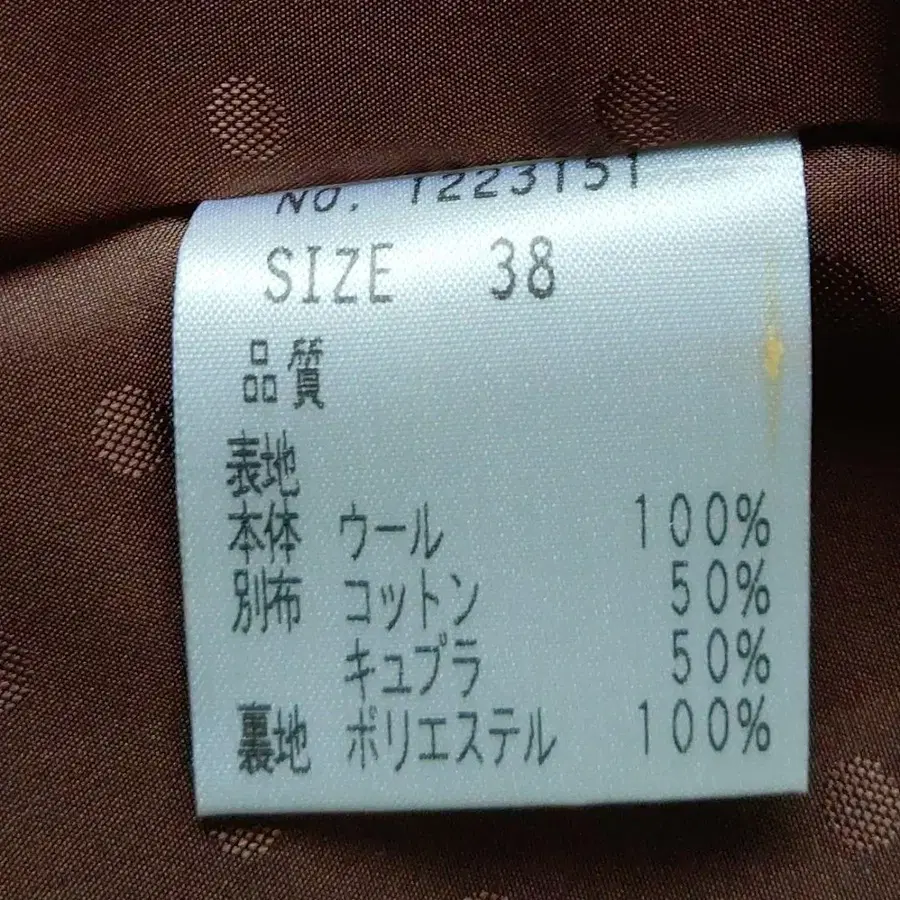 NO. 1223151
SIZE 38
品質
表地
本体 ウール 100%
別布 コットン 50%
キュプラ 50%
裏地 ポリエステル 100%